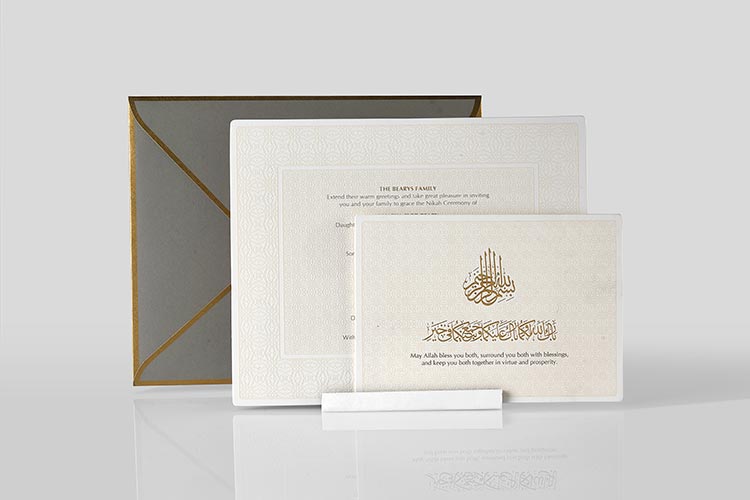 THE BEARYS FAMILY
Extend their warm greetings and take great pleasure in inviting
you and your family to grace the Nikah Ceremony of
بسم الله الرحمن الرحيم
بارك الله لكما وبارك عليكما وجمع بينكما في خير
May Allah bless you both, surround you both with blessings,
and keep you both together in virtue and prosperity.